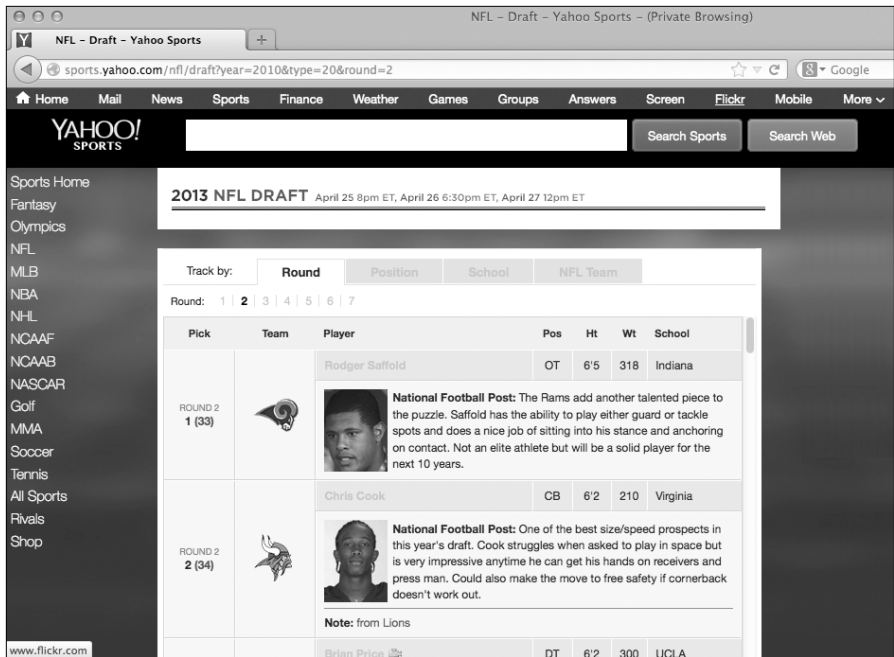 NFL – Draft – Yahoo Sports – (Private Browsing)
NFL – Draft – Yahoo Sports
sports.yahoo.com/nfl/draft?year=2010&type=20&round=2
Google
Home Mail News Sports Finance Weather Games Groups Answers Screen Flickr Mobile More
YAHOO!
SPORTS
Search Sports Search Web
Sports Home
Fantasy
Olympics
NFL
MLB
NBA
NHL
NCAAF
NCAAB
NASCAR
Golf
MMA
Soccer
Tennis
All Sports
Rivals
Shop
2013 NFL DRAFT April 25 8pm ET, April 26 6:30pm ET, April 27 12pm ET
Track by: Round Position School NFL Team
Round: 1 | 2 | 3 | 4 | 5 | 6 | 7
Pick Team Player Pos Ht Wt School
Rodger Saffold OT 6'5 318 Indiana
ROUND 2
1 (33)
National Football Post: The Rams add another talented piece to
the puzzle. Saffold has the ability to play either guard or tackle
spots and does a nice job of sitting into his stance and anchoring
on contact. Not an elite athlete but will be a solid player for the
next 10 years.
Chris Cook CB 6'2 210 Virginia
ROUND 2
2 (34)
National Football Post: One of the best size/speed prospects in
this year's draft. Cook struggles when asked to play in space but
is very impressive anytime he can get his hands on receivers and
press man. Could also make the move to free safety if cornerback
doesn't work out.
Note: from Lions
Brian Price DT 6'2 300 UCLA
www.flickr.com